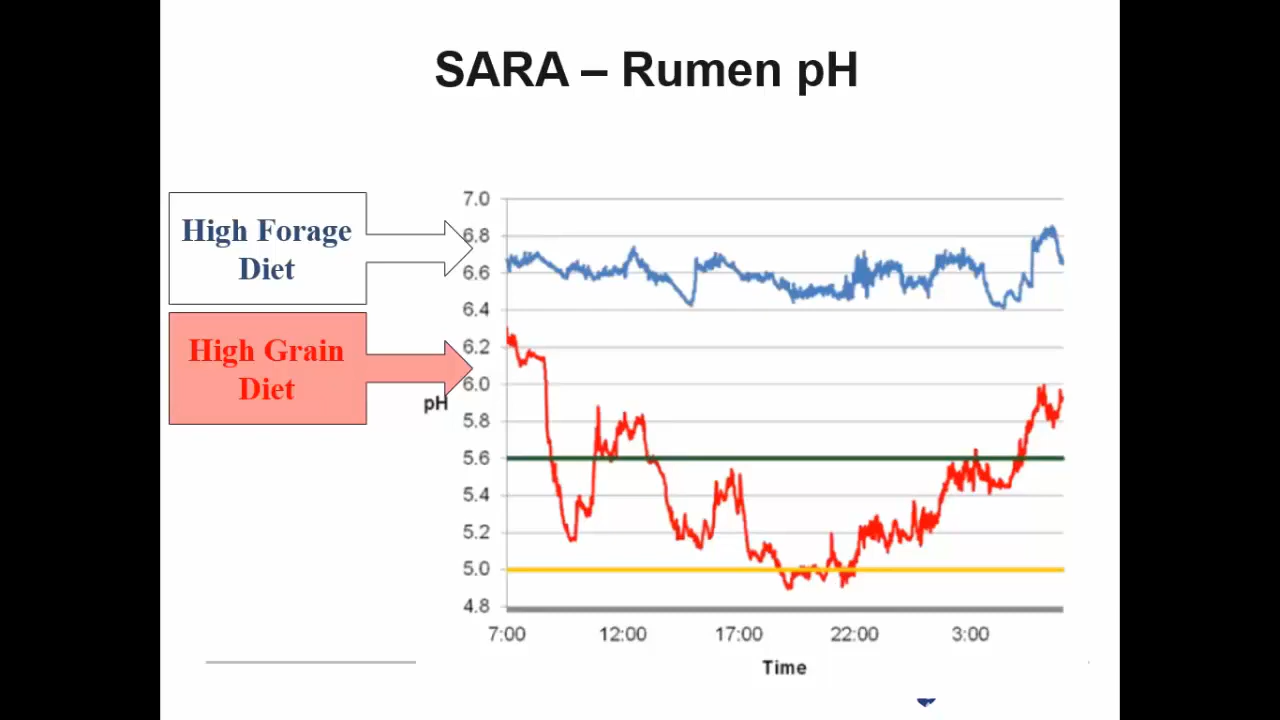 SARA – Rumen pH
High Forage
Diet
High Grain
Diet
pH
7.0
6.8
6.6
6.4
6.2
6.0
5.8
5.6
5.4
5.2
5.0
4.8
7:00 12:00 17:00 22:00 3:00
Time